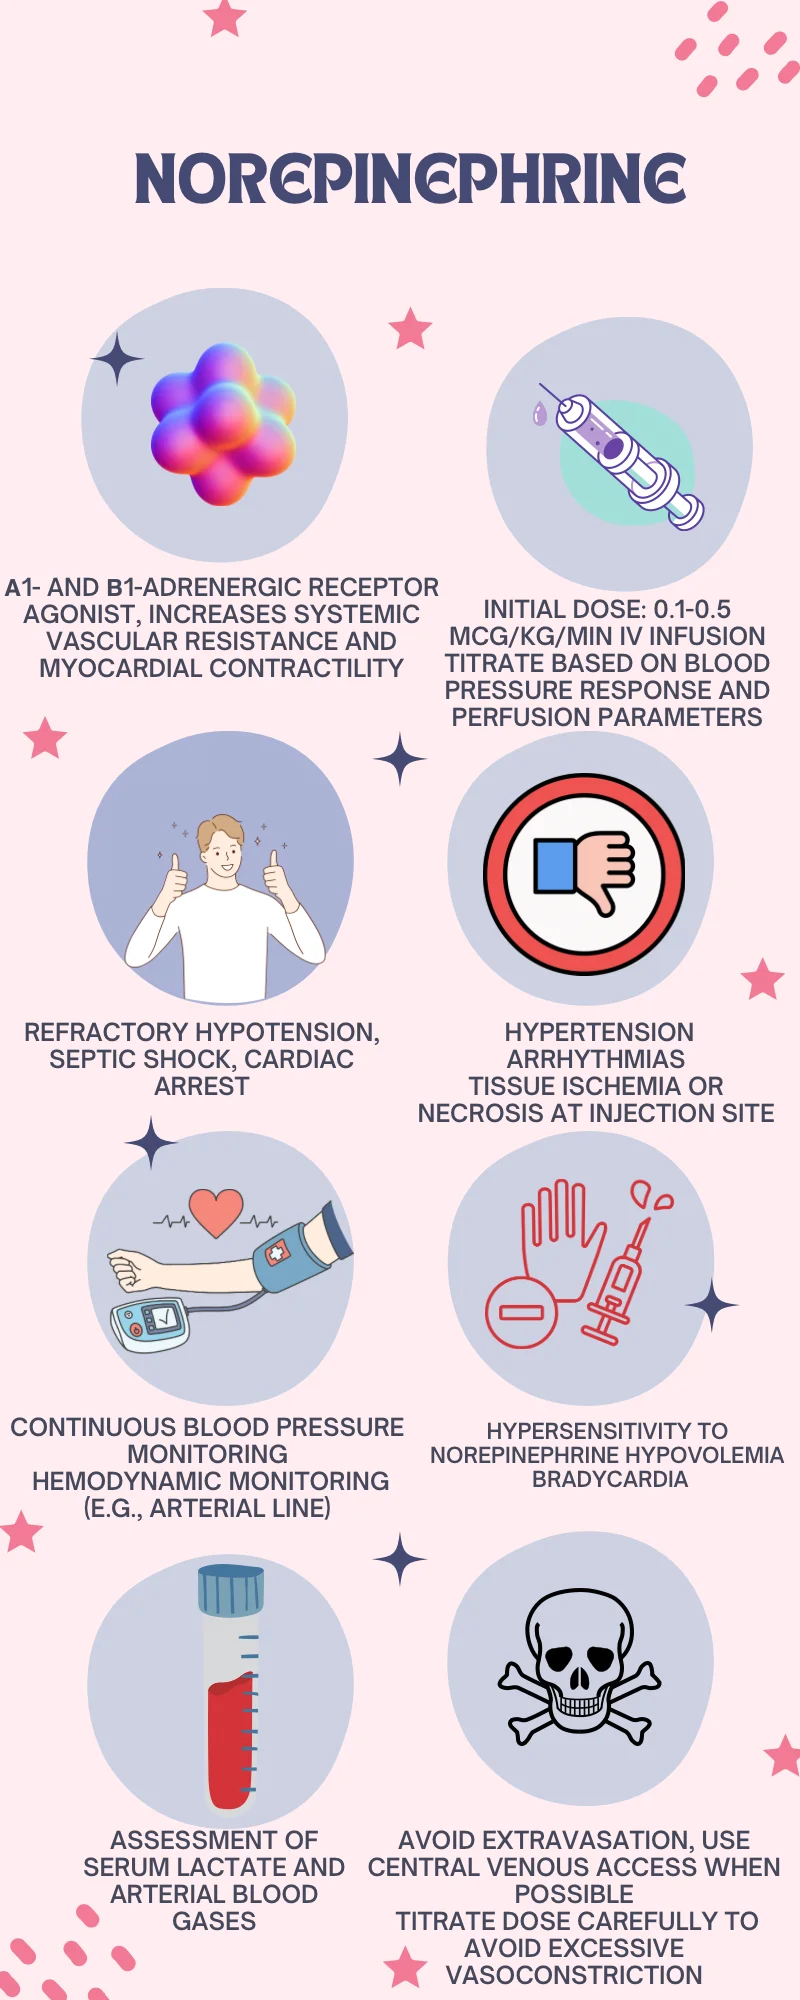 NOREPINEPHRINE
A1- AND B1-ADRENERGIC RECEPTOR
AGONIST, INCREASES SYSTEMIC
VASCULAR RESISTANCE AND
MYOCARDIAL CONTRACTILITY
INITIAL DOSE: 0.1-0.5
MCG/KG/MIN IV INFUSION
TITRATE BASED ON BLOOD
PRESSURE RESPONSE AND
PERFUSION PARAMETERS
REFRACTORY HYPOTENSION,
SEPTIC SHOCK, CARDIAC
ARREST
HYPERTENSION
ARRHYTHMIAS
TISSUE ISCHEMIA OR
NECROSIS AT INJECTION SITE
CONTINUOUS BLOOD PRESSURE
MONITORING
HEMODYNAMIC MONITORING
(E.G., ARTERIAL LINE)
HYPERSENSITIVITY TO
NOREPINEPHRINE HYPOVOLEMIA
BRADYCARDIA
ASSESSMENT OF
SERUM LACTATE AND
ARTERIAL BLOOD
GASES
AVOID EXTRAVASATION, USE
CENTRAL VENOUS ACCESS WHEN
POSSIBLE
TITRATE DOSE CAREFULLY TO
AVOID EXCESSIVE
VASOCONSTRICTION